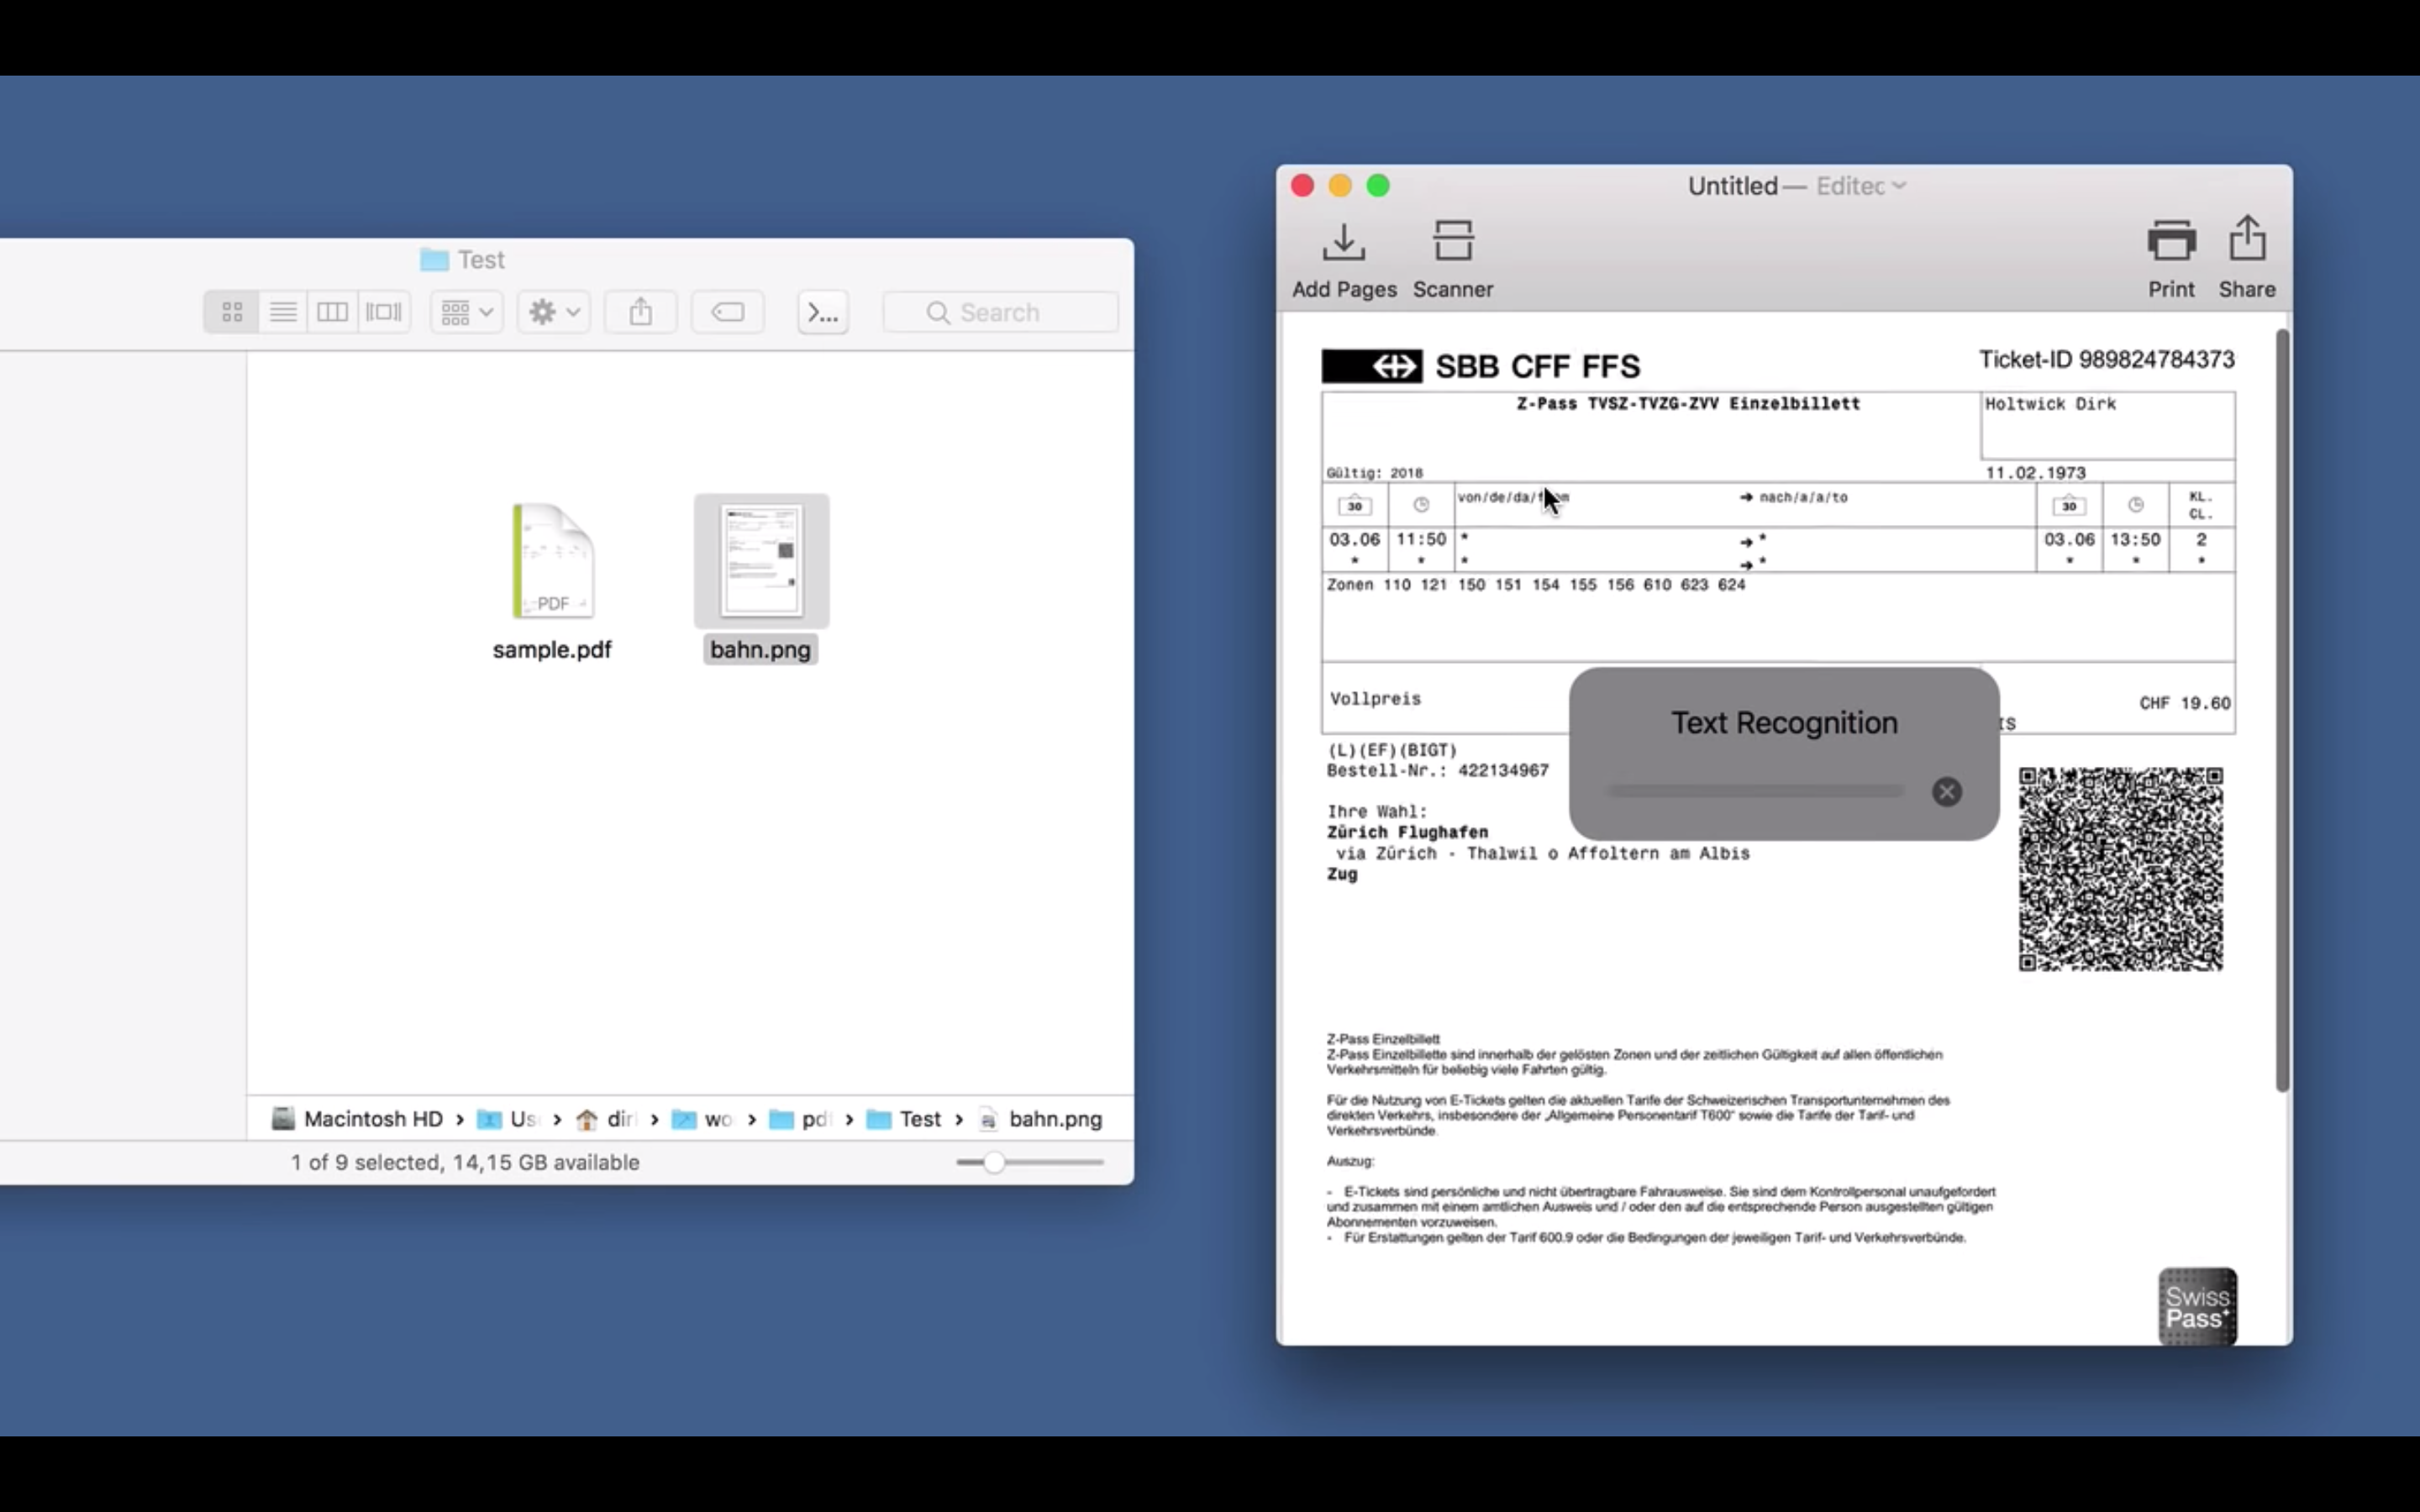 Test
Search
PDF
sample.pdf
bahn.png
Macintosh HD › Us › dir › wo › pd › Test › bahn.png
1 of 9 selected, 14,15 GB available
Untitled — Editec
Add Pages Scanner Print Share
SBB CFF FFS Ticket-ID 989824784373
Z-Pass TVSZ-TVZG-ZVV Einzelbillett Holtwick Dirk
Gültig: 2018 11.02.1973
30 von/de/da/ → nach/a/a/to 30 KL.
CL.
03.06 11:50 * → * 03.06 13:50 2
* * * → * * * *
Zonen 110 121 150 151 154 155 156 610 623 624
Vollpreis CHF 19.60
Text Recognition
(L)(EF)(BIGT)
Bestell-Nr.: 422134967
Ihre Wahl:
Zürich Flughafen
via Zürich - Thalwil o Affoltern am Albis
Zug
Z-Pass Einzelbillett
Z-Pass Einzelbillette sind innerhalb der gelösten Zonen und der zeitlichen Gültigkeit auf allen öffentlichen
Verkehrsmitteln für beliebig viele Fahrten gültig.
Für die Nutzung von E-Tickets gelten die aktuellen Tarife der Schweizerischen Transportunternehmen des
direkten Verkehrs, insbesondere der „Allgemeine Personentarif T600“ sowie die Tarife der Tarif- und
Verkehrsverbünde.
Auszug:
- E-Tickets sind persönliche und nicht übertragbare Fahrausweise. Sie sind dem Kontrollpersonal unaufgefordert
und zusammen mit einem amtlichen Ausweis und / oder den auf die entsprechende Person ausgestellten gültigen
Abonnementen vorzuweisen.
- Für Erstattungen gelten der Tarif 600.9 oder die Bedingungen der jeweiligen Tarif- und Verkehrsverbünde.
Swiss
Pass